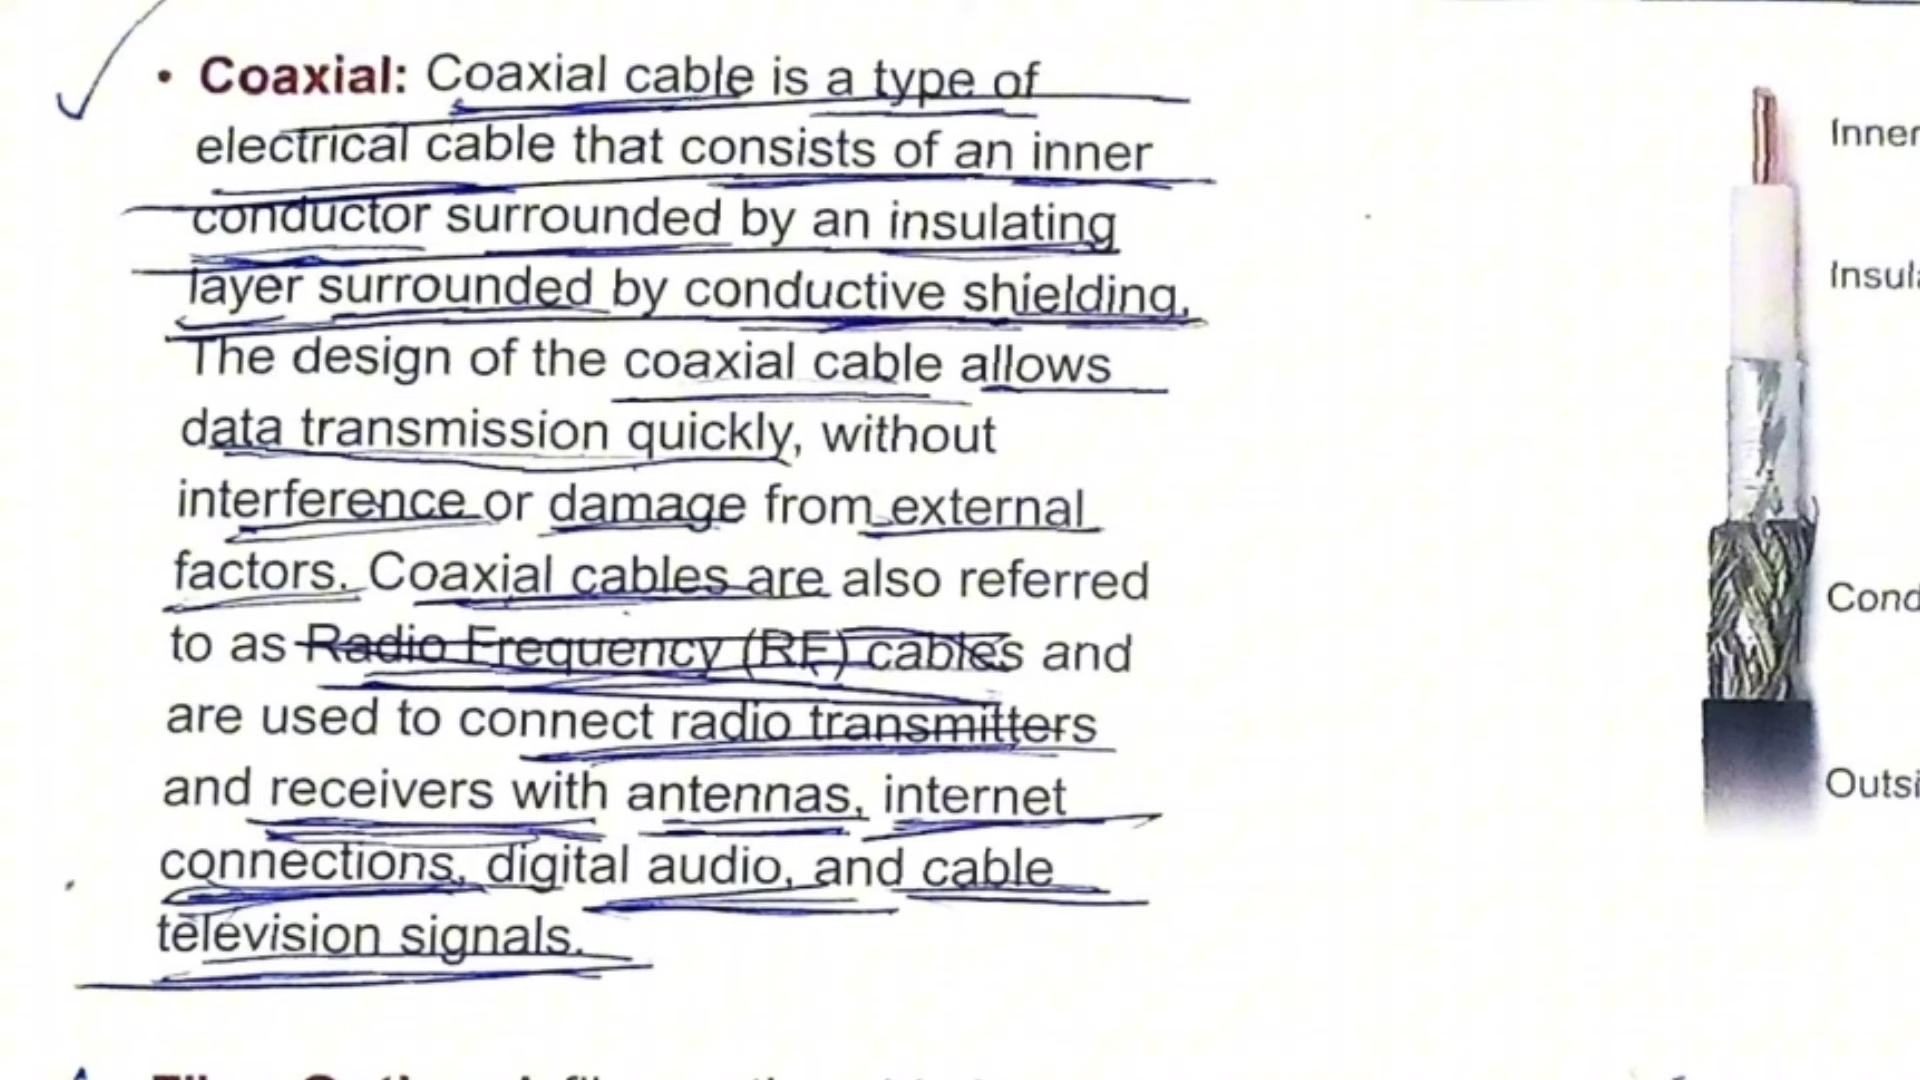 • Coaxial: Coaxial cable is a type of
electrical cable that consists of an inner
conductor surrounded by an insulating
layer surrounded by conductive shielding.
The design of the coaxial cable allows
data transmission quickly, without
interference or damage from external
factors. Coaxial cables are also referred
to as Radio Frequency (RF) cables and
are used to connect radio transmitters
and receivers with antennas, internet
connections, digital audio, and cable
television signals.
Inner
Insul
Cond
Outsi